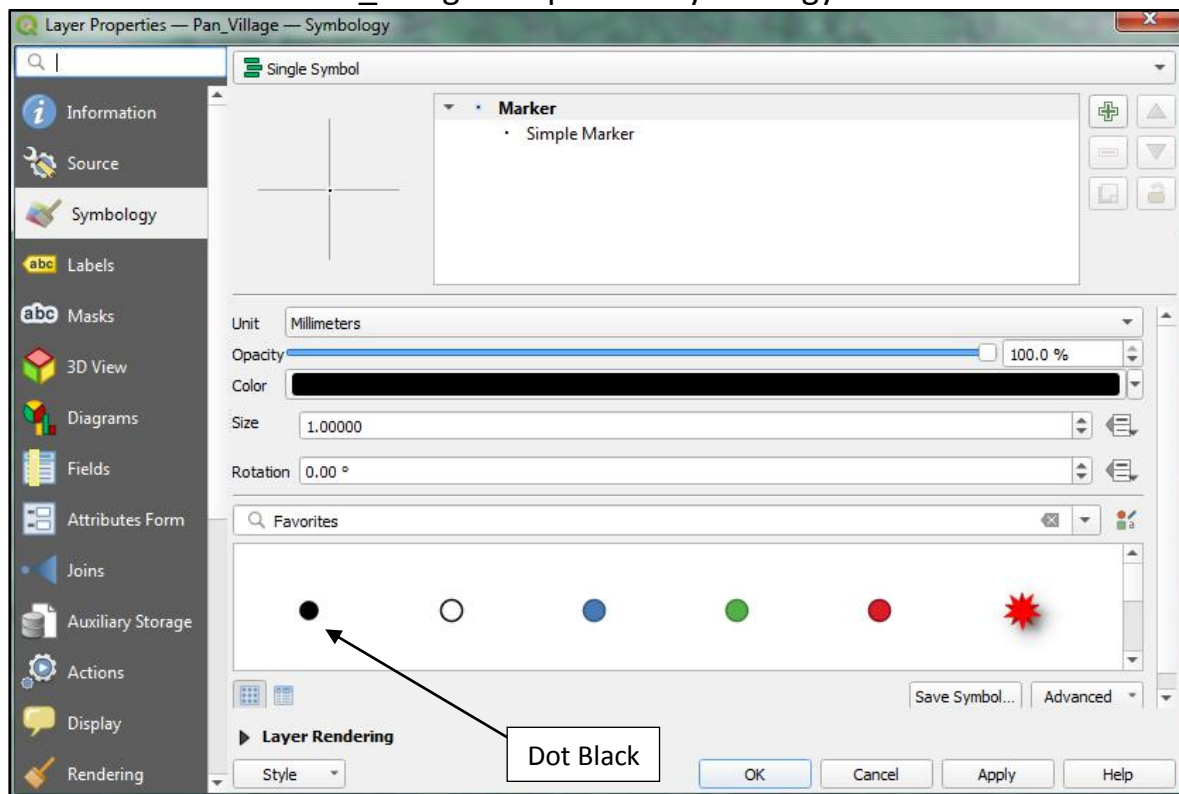 Layer Properties — Pan_Village — Symbology
Single Symbol
Information
Source
Symbology
abc Labels
abc Masks
3D View
Diagrams
Fields
Attributes Form
Joins
Auxiliary Storage
Actions
Display
Rendering
Marker
Simple Marker
Unit Millimeters
Opacity 100.0 %
Color
Size 1.00000
Rotation 0.00 °
Favorites
Save Symbol... Advanced
Layer Rendering
Dot Black
Style OK Cancel Apply Help